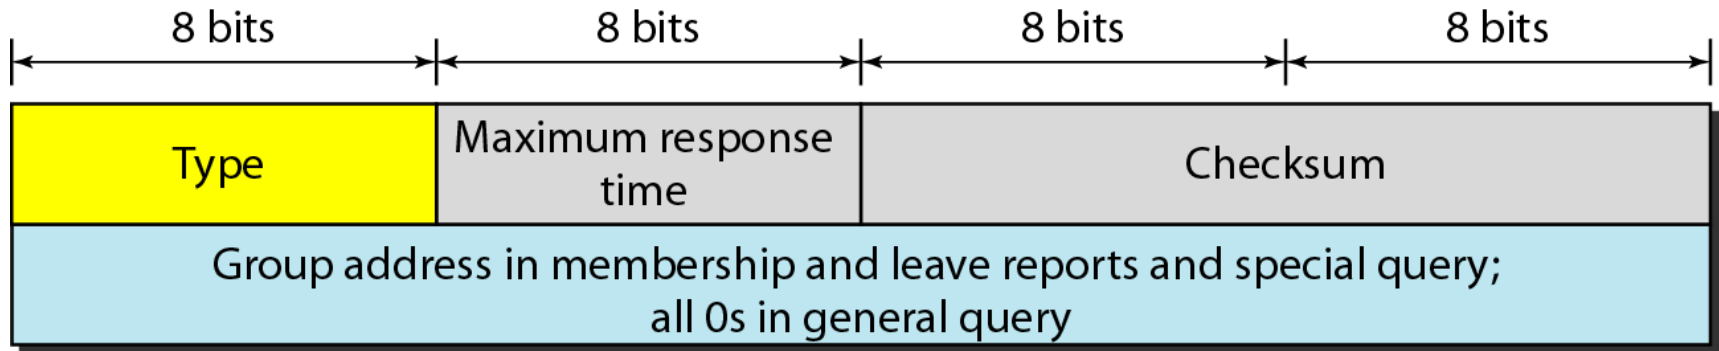 8 bits 8 bits 8 bits 8 bits
Type
Maximum response
time
Checksum
Group address in membership and leave reports and special query;
all 0s in general query